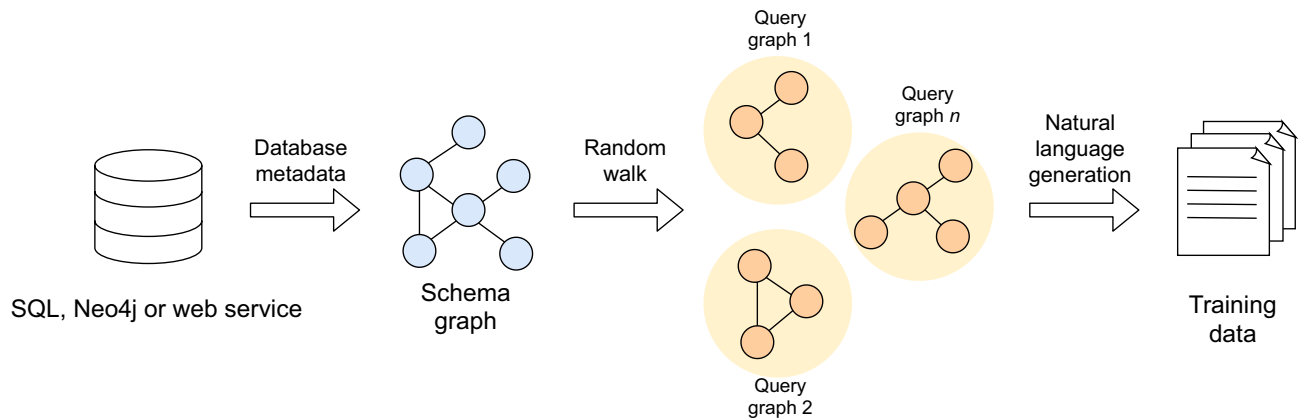 SQL, Neo4j or web service
Database
metadata
Schema
graph
Random
walk
Query
graph 1
Query
graph n
Query
graph 2
Natural
language
generation
Training
data